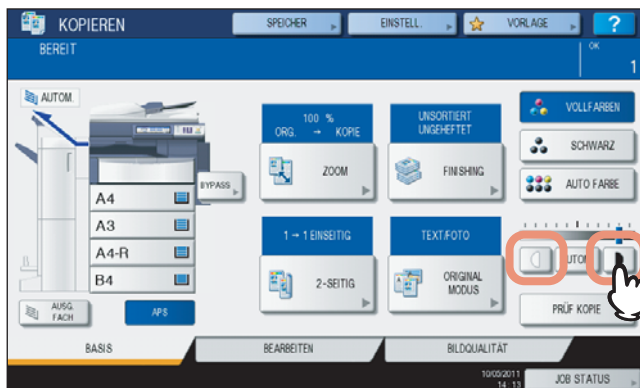 KOPIEREN
SPEICHER
EINSTELL.
VORLAGE
?
BEREIT
OK
1
AUTOM.
100 %
ORG. → KOPIE
ZOOM
UNSORTIERT
UNGEHEFTET
FINISHING
VOLLFARBEN
SCHWARZ
AUTO FARBE
BYPASS
A4
A3
A4-R
B4
1 → 1 EINSEITIG
2-SEITIG
TEXT/FOTO
ORIGINAL
MODUS
PRÜF KOPIE
AUSG.
FACH
APS
BASIS
BEARBEITEN
BILDQUALITÄT
10/05/2011
14 : 13
JOB STATUS